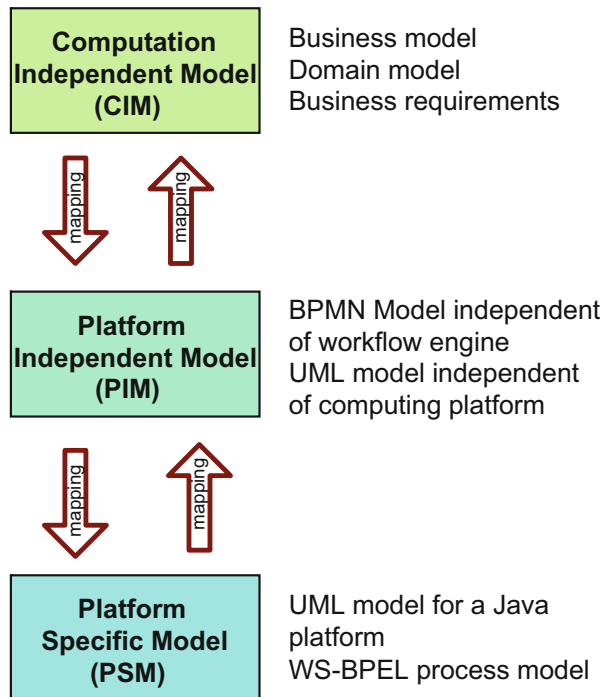 Computation
Independent Model
(CIM)
Business model
Domain model
Business requirements
mapping
mapping
Platform
Independent Model
(PIM)
BPMN Model independent
of workflow engine
UML model independent
of computing platform
mapping
mapping
Platform
Specific Model
(PSM)
UML model for a Java
platform
WS-BPEL process model